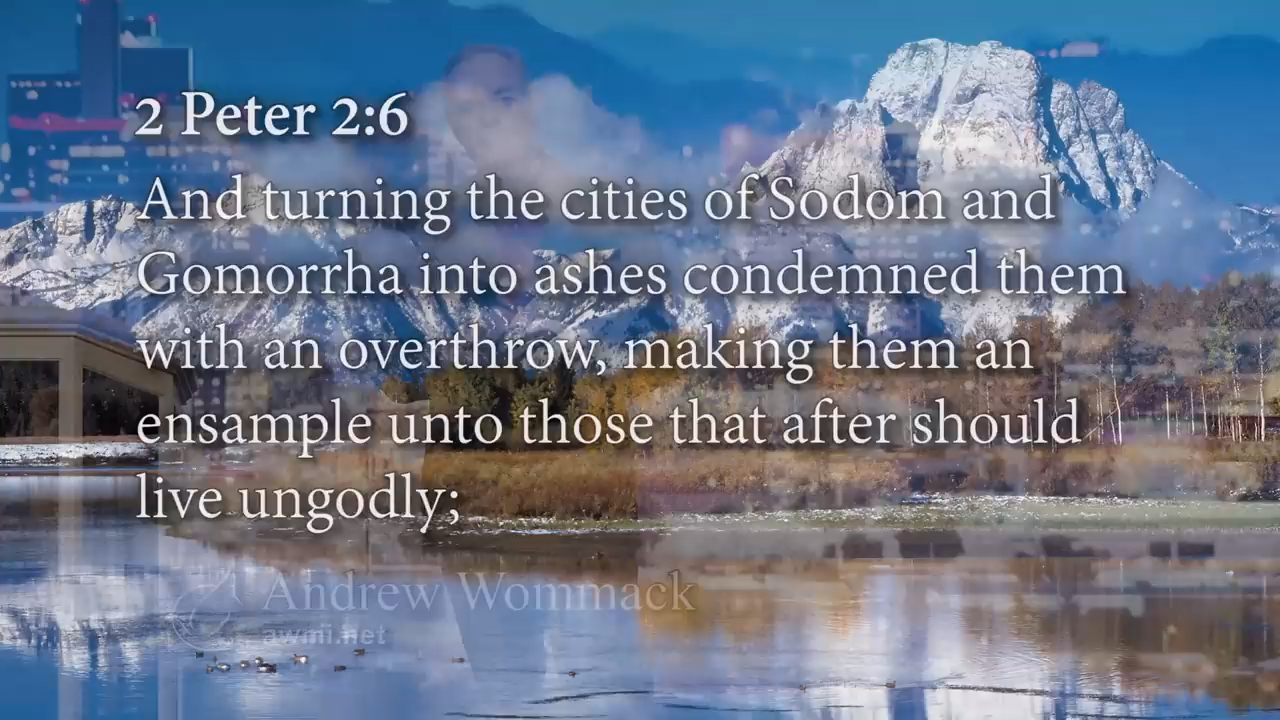 2 Peter 2:6
And turning the cities of Sodom and
Gomorrha into ashes condemned them
with an overthrow, making them an
ensample unto those that after should
live ungodly;
Andrew Wommack
awmi.net